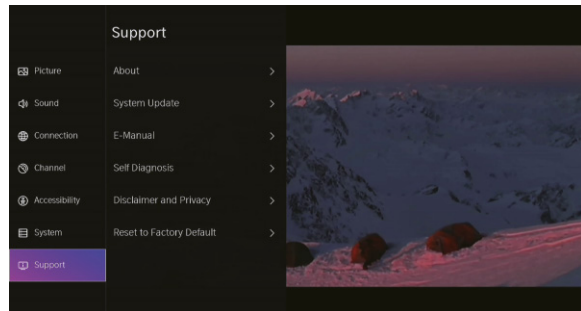 Support
Picture
About
Sound
System Update
Connection
E-Manual
Channel
Self Diagnosis
Accessibility
Disclaimer and Privacy
System
Reset to Factory Default
Support